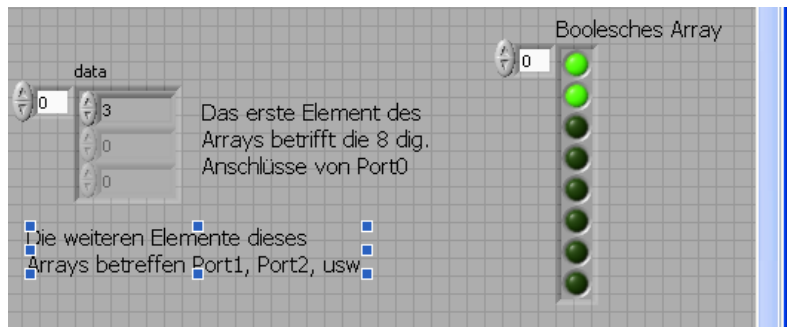 Boolesches Array
0
data
0
3
0
0
Das erste Element des
Arrays betrifft die 8 dig.
Anschlüsse von Port0
Die weiteren Elemente dieses
Arrays betreffen Port1, Port2, usw